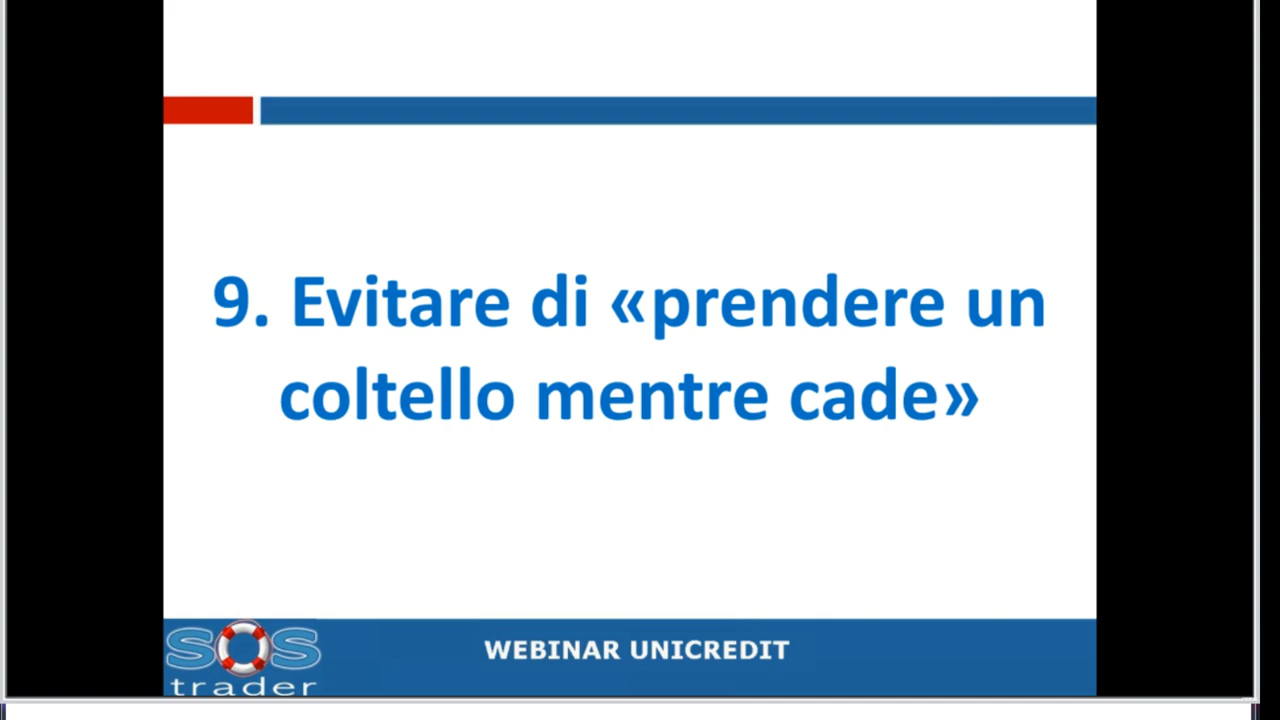 9. Evitare di «prendere un
coltello mentre cade»
SOS
trader
WEBINAR UNICREDIT